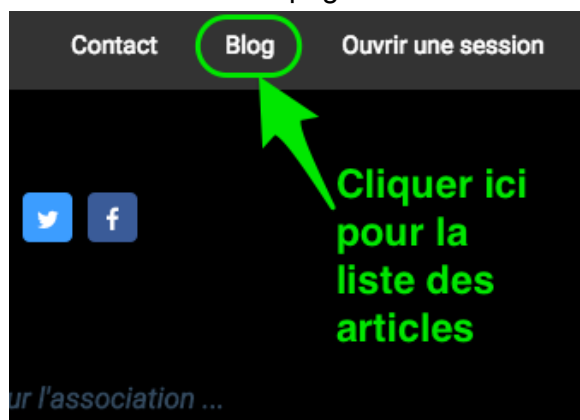 Contact Blog Ouvrir une session
Cliquer ici
pour la
liste des
articles
ur l'association ...